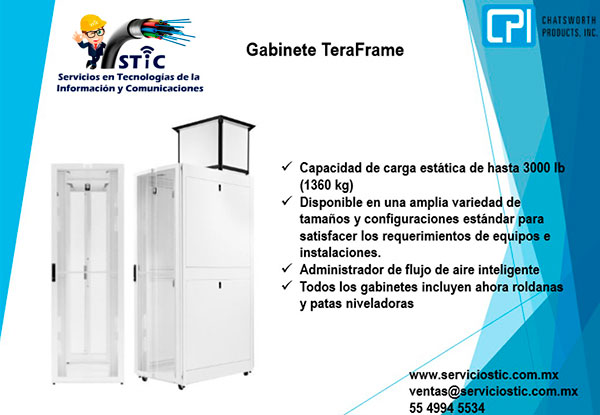 STiC
Servicios en Tecnologías de la
Información y Comunicaciones
Gabinete TeraFrame
CPI
CHATSWORTH
PRODUCTS, INC.
✓ Capacidad de carga estática de hasta 3000 lb
(1360 kg)
✓ Disponible en una amplia variedad de
tamaños y configuraciones estándar para
satisfacer los requerimientos de equipos e
instalaciones.
✓ Administrador de flujo de aire inteligente
✓ Todos los gabinetes incluyen ahora roldanas
y patas niveladoras
www.serviciostic.com.mx
ventas@serviciostic.com.mx
55 4994 5534